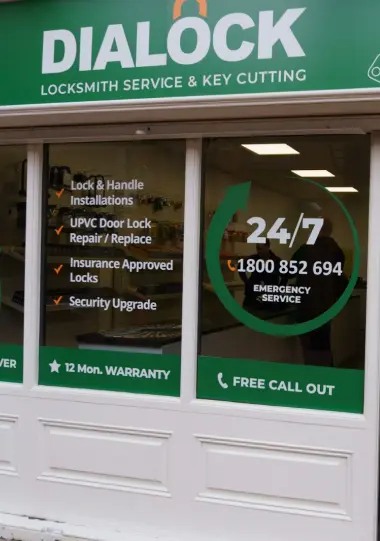 DIALOCK
LOCKSMITH SERVICE & KEY CUTTING
Lock & Handle
Installations
UPVC Door Lock
Repair / Replace
Insurance Approved
Locks
Security Upgrade
24/7
1800 852 694
EMERGENCY
SERVICE
12 Mon. WARRANTY
FREE CALL OUT